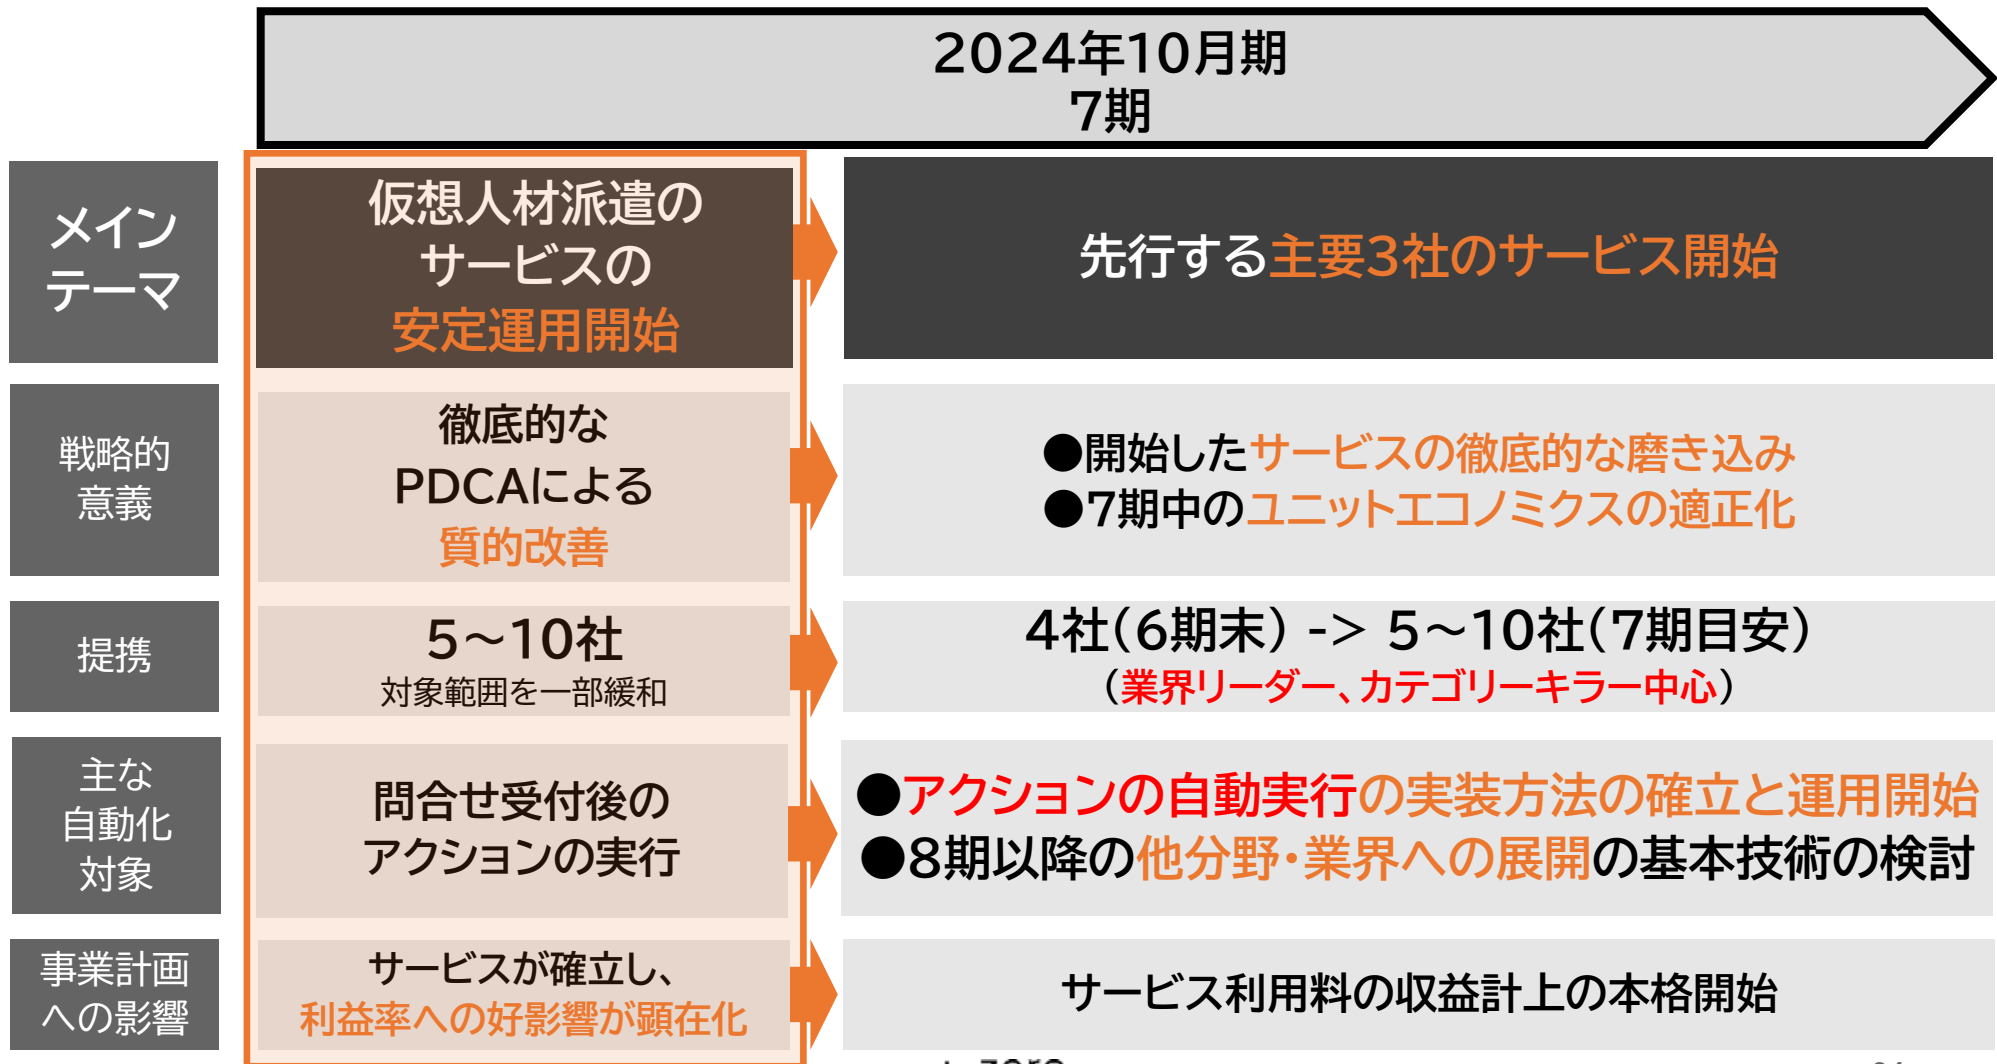 2024年10月期
7期
メイン
テーマ
仮想人材派遣の
サービスの
安定運用開始
先行する主要3社のサービス開始
戦略的
意義
徹底的な
PDCAによる
質的改善
●開始したサービスの徹底的な磨き込み
●7期中のユニットエコノミクスの適正化
提携
5～10社
対象範囲を一部緩和
4社(6期末) -> 5～10社(7期目安)
(業界リーダー、カテゴリーキラー中心)
主な
自動化
対象
問合せ受付後の
アクションの実行
●アクションの自動実行の実装方法の確立と運用開始
●8期以降の他分野・業界への展開の基本技術の検討
事業計画
への影響
サービスが確立し、
利益率への好影響が顕在化
サービス利用料の収益計上の本格開始